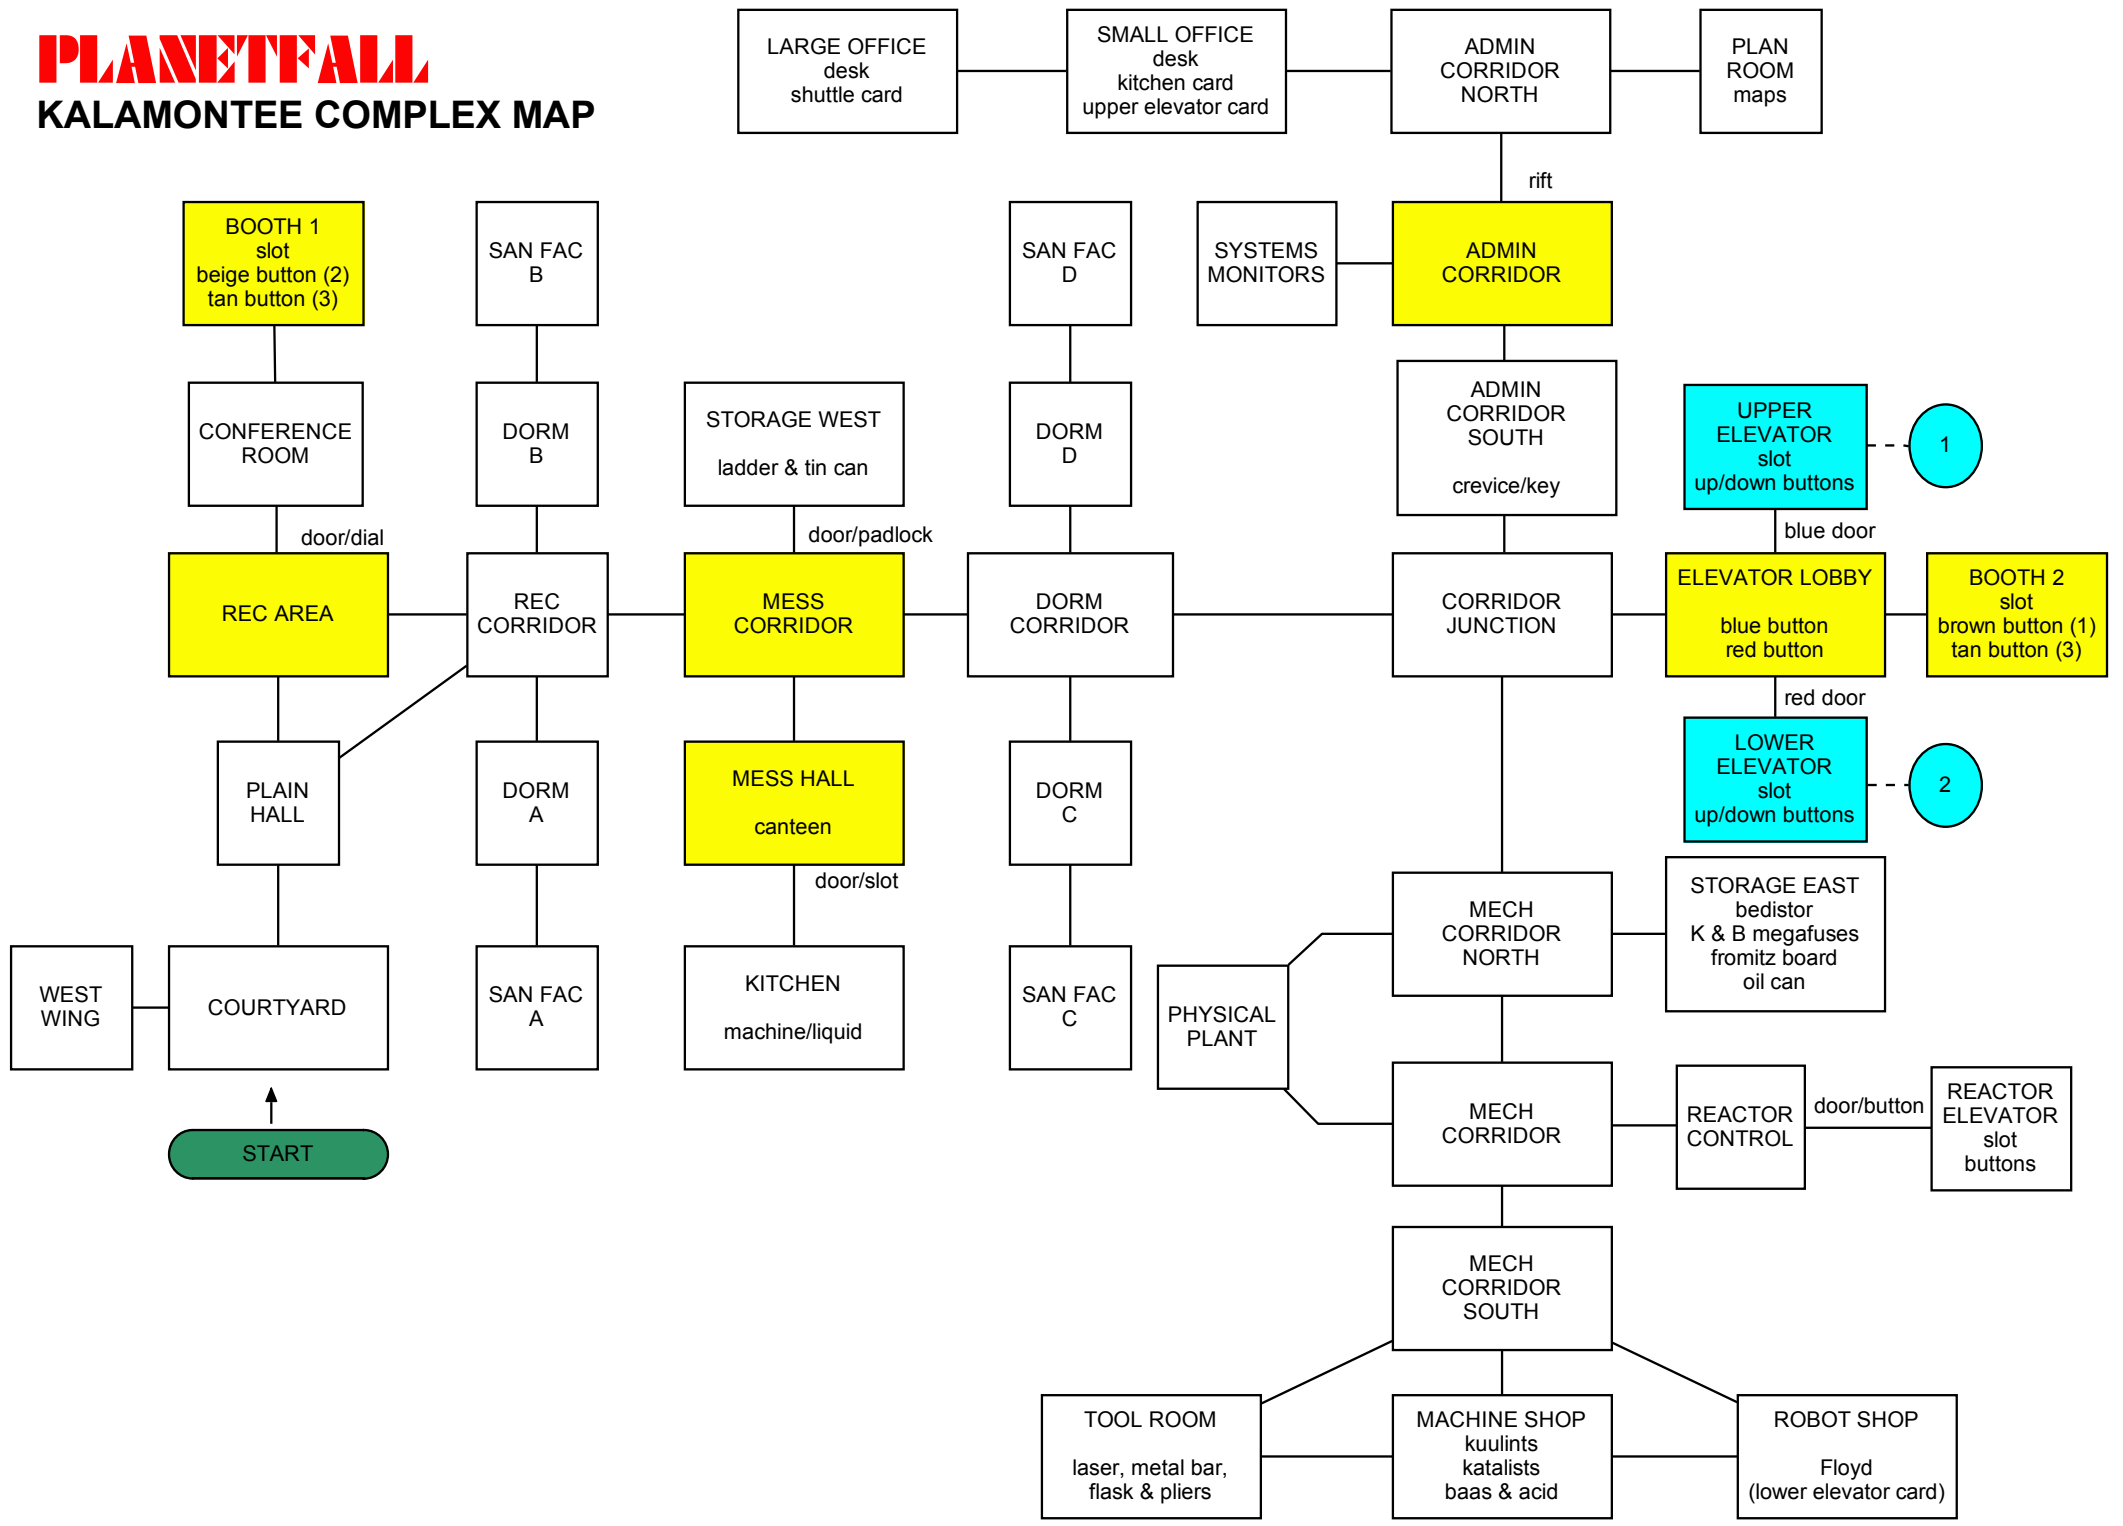 PLANETFALL
KALAMONTEE COMPLEX MAP
LARGE OFFICE
desk
shuttle card
SMALL OFFICE
desk
kitchen card
upper elevator card
ADMIN
CORRIDOR
NORTH
PLAN
ROOM
maps
rift
BOOTH 1
slot
beige button (2)
tan button (3)
SAN FAC
B
SAN FAC
D
SYSTEMS
MONITORS
ADMIN
CORRIDOR
CONFERENCE
ROOM
DORM
B
STORAGE WEST
ladder & tin can
DORM
D
ADMIN
CORRIDOR
SOUTH
crevice/key
UPPER
ELEVATOR
slot
up/down buttons
1
door/dial
door/padlock
blue door
REC AREA
REC
CORRIDOR
MESS
CORRIDOR
DORM
CORRIDOR
CORRIDOR
JUNCTION
ELEVATOR LOBBY
blue button
red button
BOOTH 2
slot
brown button (1)
tan button (3)
red door
PLAIN
HALL
DORM
A
MESS HALL
canteen
DORM
C
LOWER
ELEVATOR
slot
up/down buttons
2
door/slot
WEST
WING
COURTYARD
SAN FAC
A
KITCHEN
machine/liquid
SAN FAC
C
PHYSICAL
PLANT
MECH
CORRIDOR
NORTH
STORAGE EAST
bedistor
K & B megafuses
fromitz board
oil can
START
MECH
CORRIDOR
REACTOR
CONTROL
door/button
REACTOR
ELEVATOR
slot
buttons
MECH
CORRIDOR
SOUTH
TOOL ROOM
laser, metal bar,
flask & pliers
MACHINE SHOP
kuulints
katalists
baas & acid
ROBOT SHOP
Floyd
(lower elevator card)